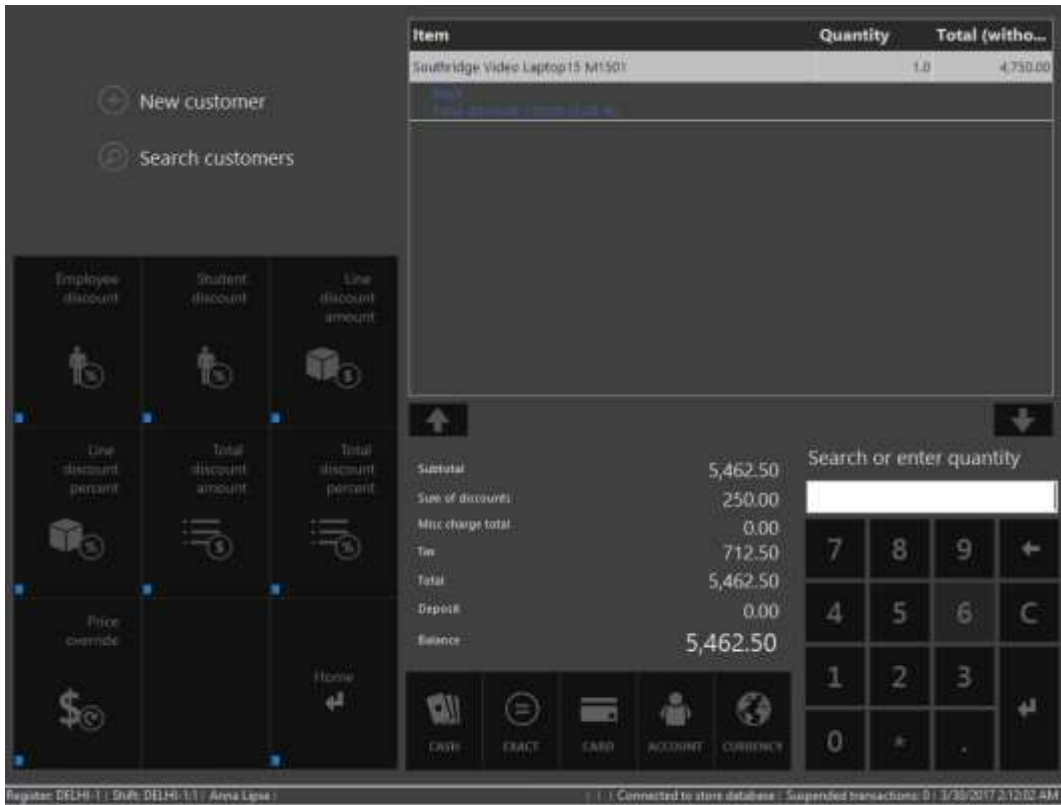 Item Quantity Total (witho...
Southridge Video Laptop15 M1501 1.0 4,750.00
New customer
Search customers
Employee
discount
Student
discount
Line
discount
amount
Line
discount
percent
Total
discount
amount
Total
discount
percent
Price
override
Home
Subtotal 5,462.50
Sum of discounts 250.00
Misc charge total 0.00
Tax 712.50
Total 5,462.50
Deposit 0.00
Balance 5,462.50
CASH EXACT CARD ACCOUNT CURRENCY
Search or enter quantity
7 8 9
4 5 6 C
1 2 3
0 * .
Register: DELHI-1 | Shift: DELHI-1:1 | Anna Lipse | Connected to store database | Suspended transactions: 0 | 3/30/2017 2:12:02 AM